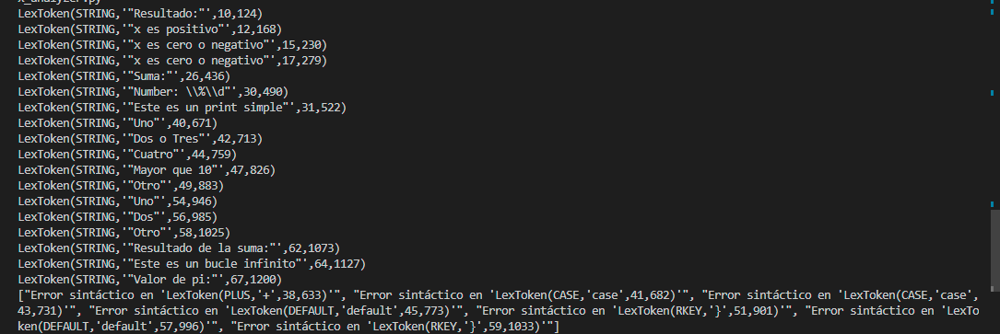 x_analyzer.py
LexToken(STRING,'"Resultado:"',10,124)
LexToken(STRING,'"x es positivo"',12,168)
LexToken(STRING,'"x es cero o negativo"',15,230)
LexToken(STRING,'"x es cero o negativo"',17,279)
LexToken(STRING,'"Suma:"',26,436)
LexToken(STRING,'"Number: \\%\\d"',30,490)
LexToken(STRING,'"Este es un print simple"',31,522)
LexToken(STRING,'"Uno"',40,671)
LexToken(STRING,'"Dos o Tres"',42,713)
LexToken(STRING,'"Cuatro"',44,759)
LexToken(STRING,'"Mayor que 10"',47,826)
LexToken(STRING,'"Otro"',49,883)
LexToken(STRING,'"Uno"',54,946)
LexToken(STRING,'"Dos"',56,985)
LexToken(STRING,'"Otro"',58,1025)
LexToken(STRING,'"Resultado de la suma:"',62,1073)
LexToken(STRING,'"Este es un bucle infinito"',64,1127)
LexToken(STRING,'"Valor de pi:"',67,1200)
["Error sintáctico en 'LexToken(PLUS,'+',38,633)'", "Error sintáctico en 'LexToken(CASE,'case',41,682)'", "Error sintáctico en 'LexToken(CASE,'case',
43,731)'", "Error sintáctico en 'LexToken(DEFAULT,'default',45,773)'", "Error sintáctico en 'LexToken(RKEY,'}',51,901)'", "Error sintáctico en 'LexTo
ken(DEFAULT,'default',57,996)'", "Error sintáctico en 'LexToken(RKEY,'}',59,1033)'"]